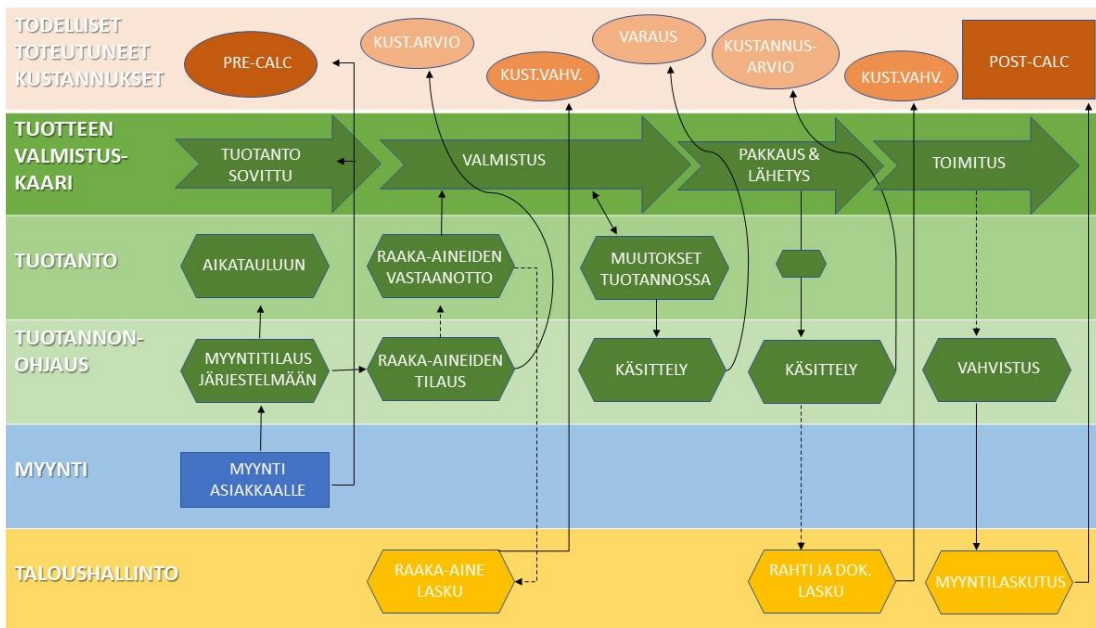 TODELLISET
TOTEUTUNEET
KUSTANNUKSET
PRE-CALC
KUST.ARVIO
KUST.VAHV.
VARAUS
KUSTANNUS-
ARVIO
KUST.VAHV.
POST-CALC
TUOTTEEN
VALMISTUS-
KAARI
TUOTANTO
SOVITTU
VALMISTUS
PAKKAUS &
LÄHETYS
TOIMITUS
TUOTANTO
AIKATAULUUN
RAAKA-AINEIDEN
VASTAANOTTO
MUUTOKSET
TUOTANNOSSA
TUOTANNON-
OHJAUS
MYYNTITILAUS
JÄRJESTELMÄÄN
RAAKA-AINEIDEN
TILAUS
KÄSITTELY
KÄSITTELY
VAHVISTUS
MYYNTI
MYYNTI
ASIAKKAALLE
TALOUSHALLINTO
RAAKA-AINE
LASKU
RAHTI JA DOK.
LASKU
MYYNTILASKUTUS